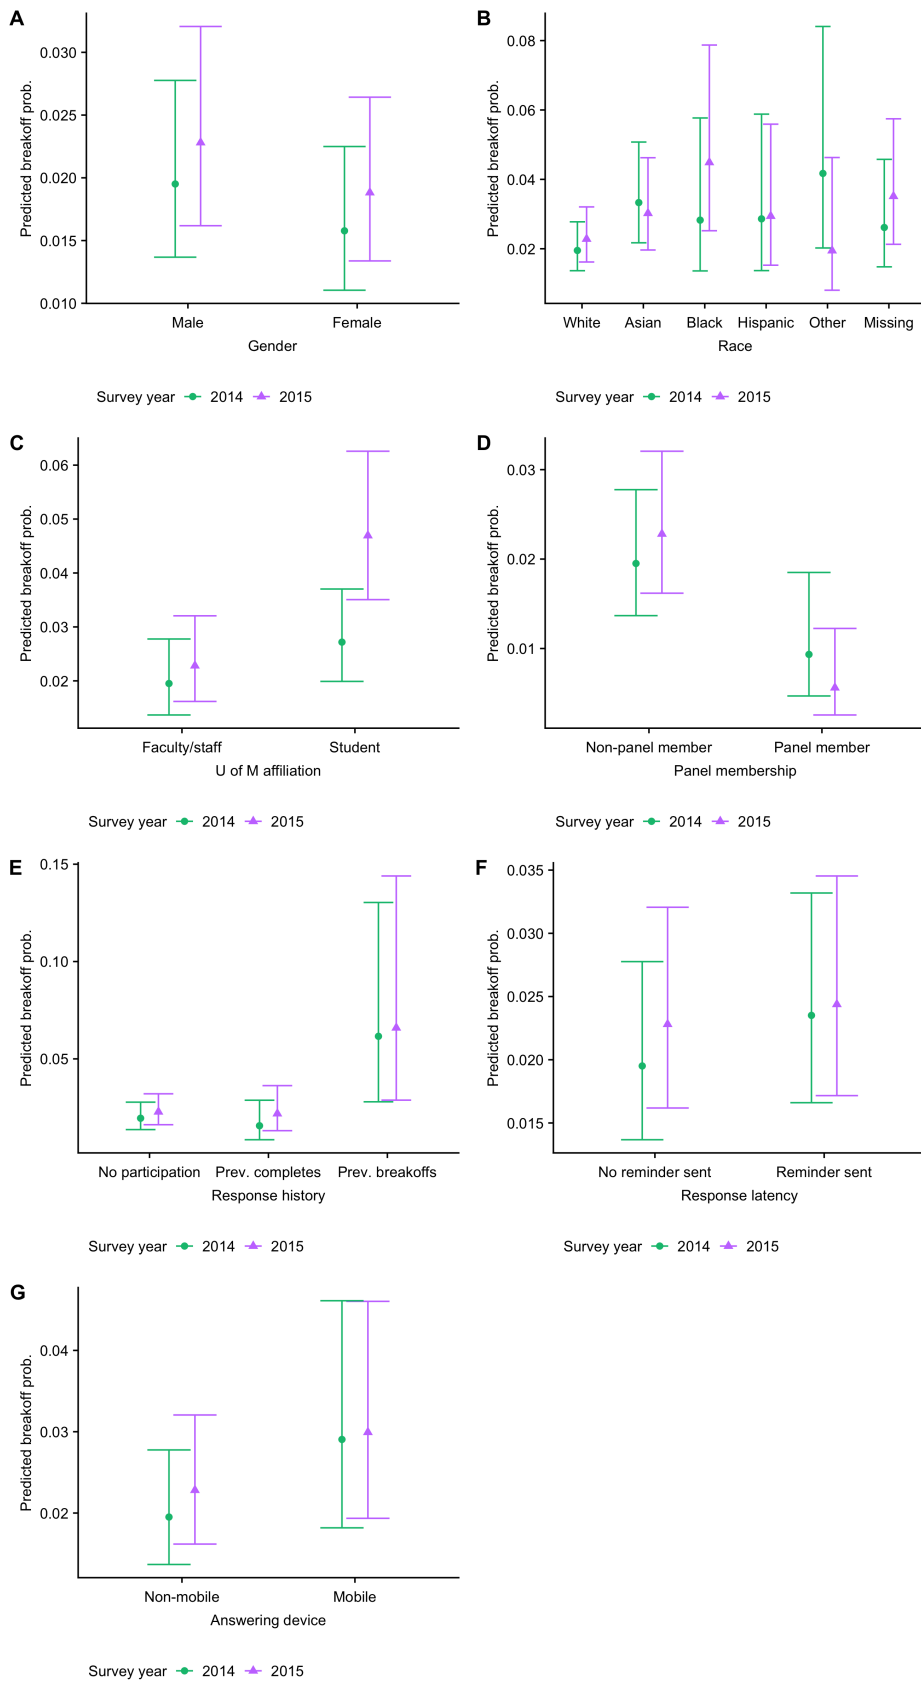 A
Predicted breakoff prob.
0.030
0.025
0.020
0.015
0.010
Male Female
Gender
Survey year 2014 2015
B
Predicted breakoff prob.
0.08
0.06
0.04
0.02
White Asian Black Hispanic Other Missing
Race
Survey year 2014 2015
C
Predicted breakoff prob.
0.06
0.05
0.04
0.03
0.02
Faculty/staff Student
U of M affiliation
Survey year 2014 2015
D
Predicted breakoff prob.
0.03
0.02
0.01
Non-panel member Panel member
Panel membership
Survey year 2014 2015
E
Predicted breakoff prob.
0.15
0.10
0.05
No participation Prev. completes Prev. breakoffs
Response history
Survey year 2014 2015
F
Predicted breakoff prob.
0.035
0.030
0.025
0.020
0.015
No reminder sent Reminder sent
Response latency
Survey year 2014 2015
G
Predicted breakoff prob.
0.04
0.03
0.02
Non-mobile Mobile
Answering device
Survey year 2014 2015